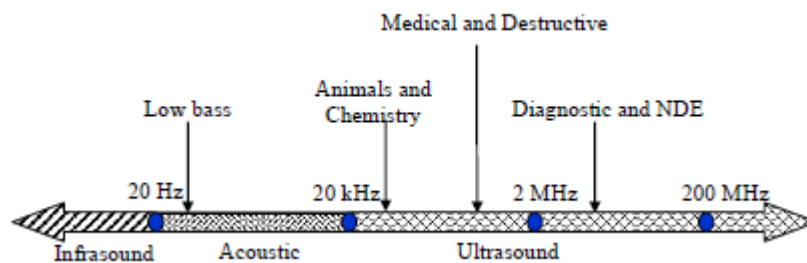 Medical and Destructive
Animals and
Chemistry
Low bass
Diagnostic and NDE
20 Hz
20 kHz
2 MHz
200 MHz
Infrasound
Acoustic
Ultrasound